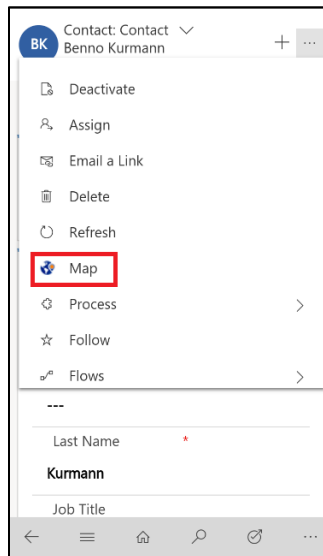 Contact: Contact
BK
Benno Kurmann
Deactivate
Assign
Email a Link
Delete
Refresh
Map
Process
Follow
Flows
---
Last Name *
Kurmann
Job Title